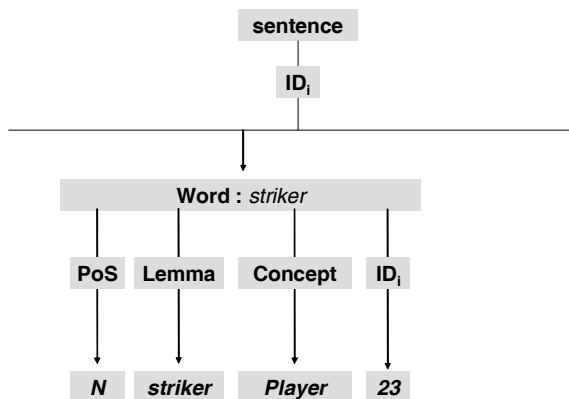 sentence
IDi
Word : striker
PoS Lemma Concept IDi
N striker Player 23